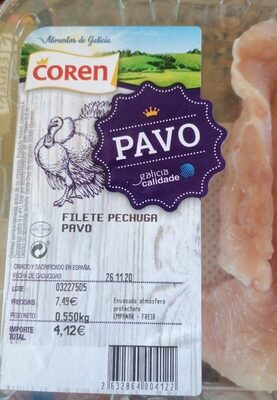 Alimentos de Galicia
COREN
PAVO
galicia
calidade
FILETE PECHUGA
PAVO
CRIADO Y SACRIFICADO EN ESPAÑA.
FECHA DE CADUCIDAD 26.11.20
LOTE 03227505
PRECIO/KG 7,49€
PESO NETO 0,550kg
IMPORTE TOTAL 4,12€
Envasado atmósfera
protectora
EMPANAR - FREIR
2632864004122